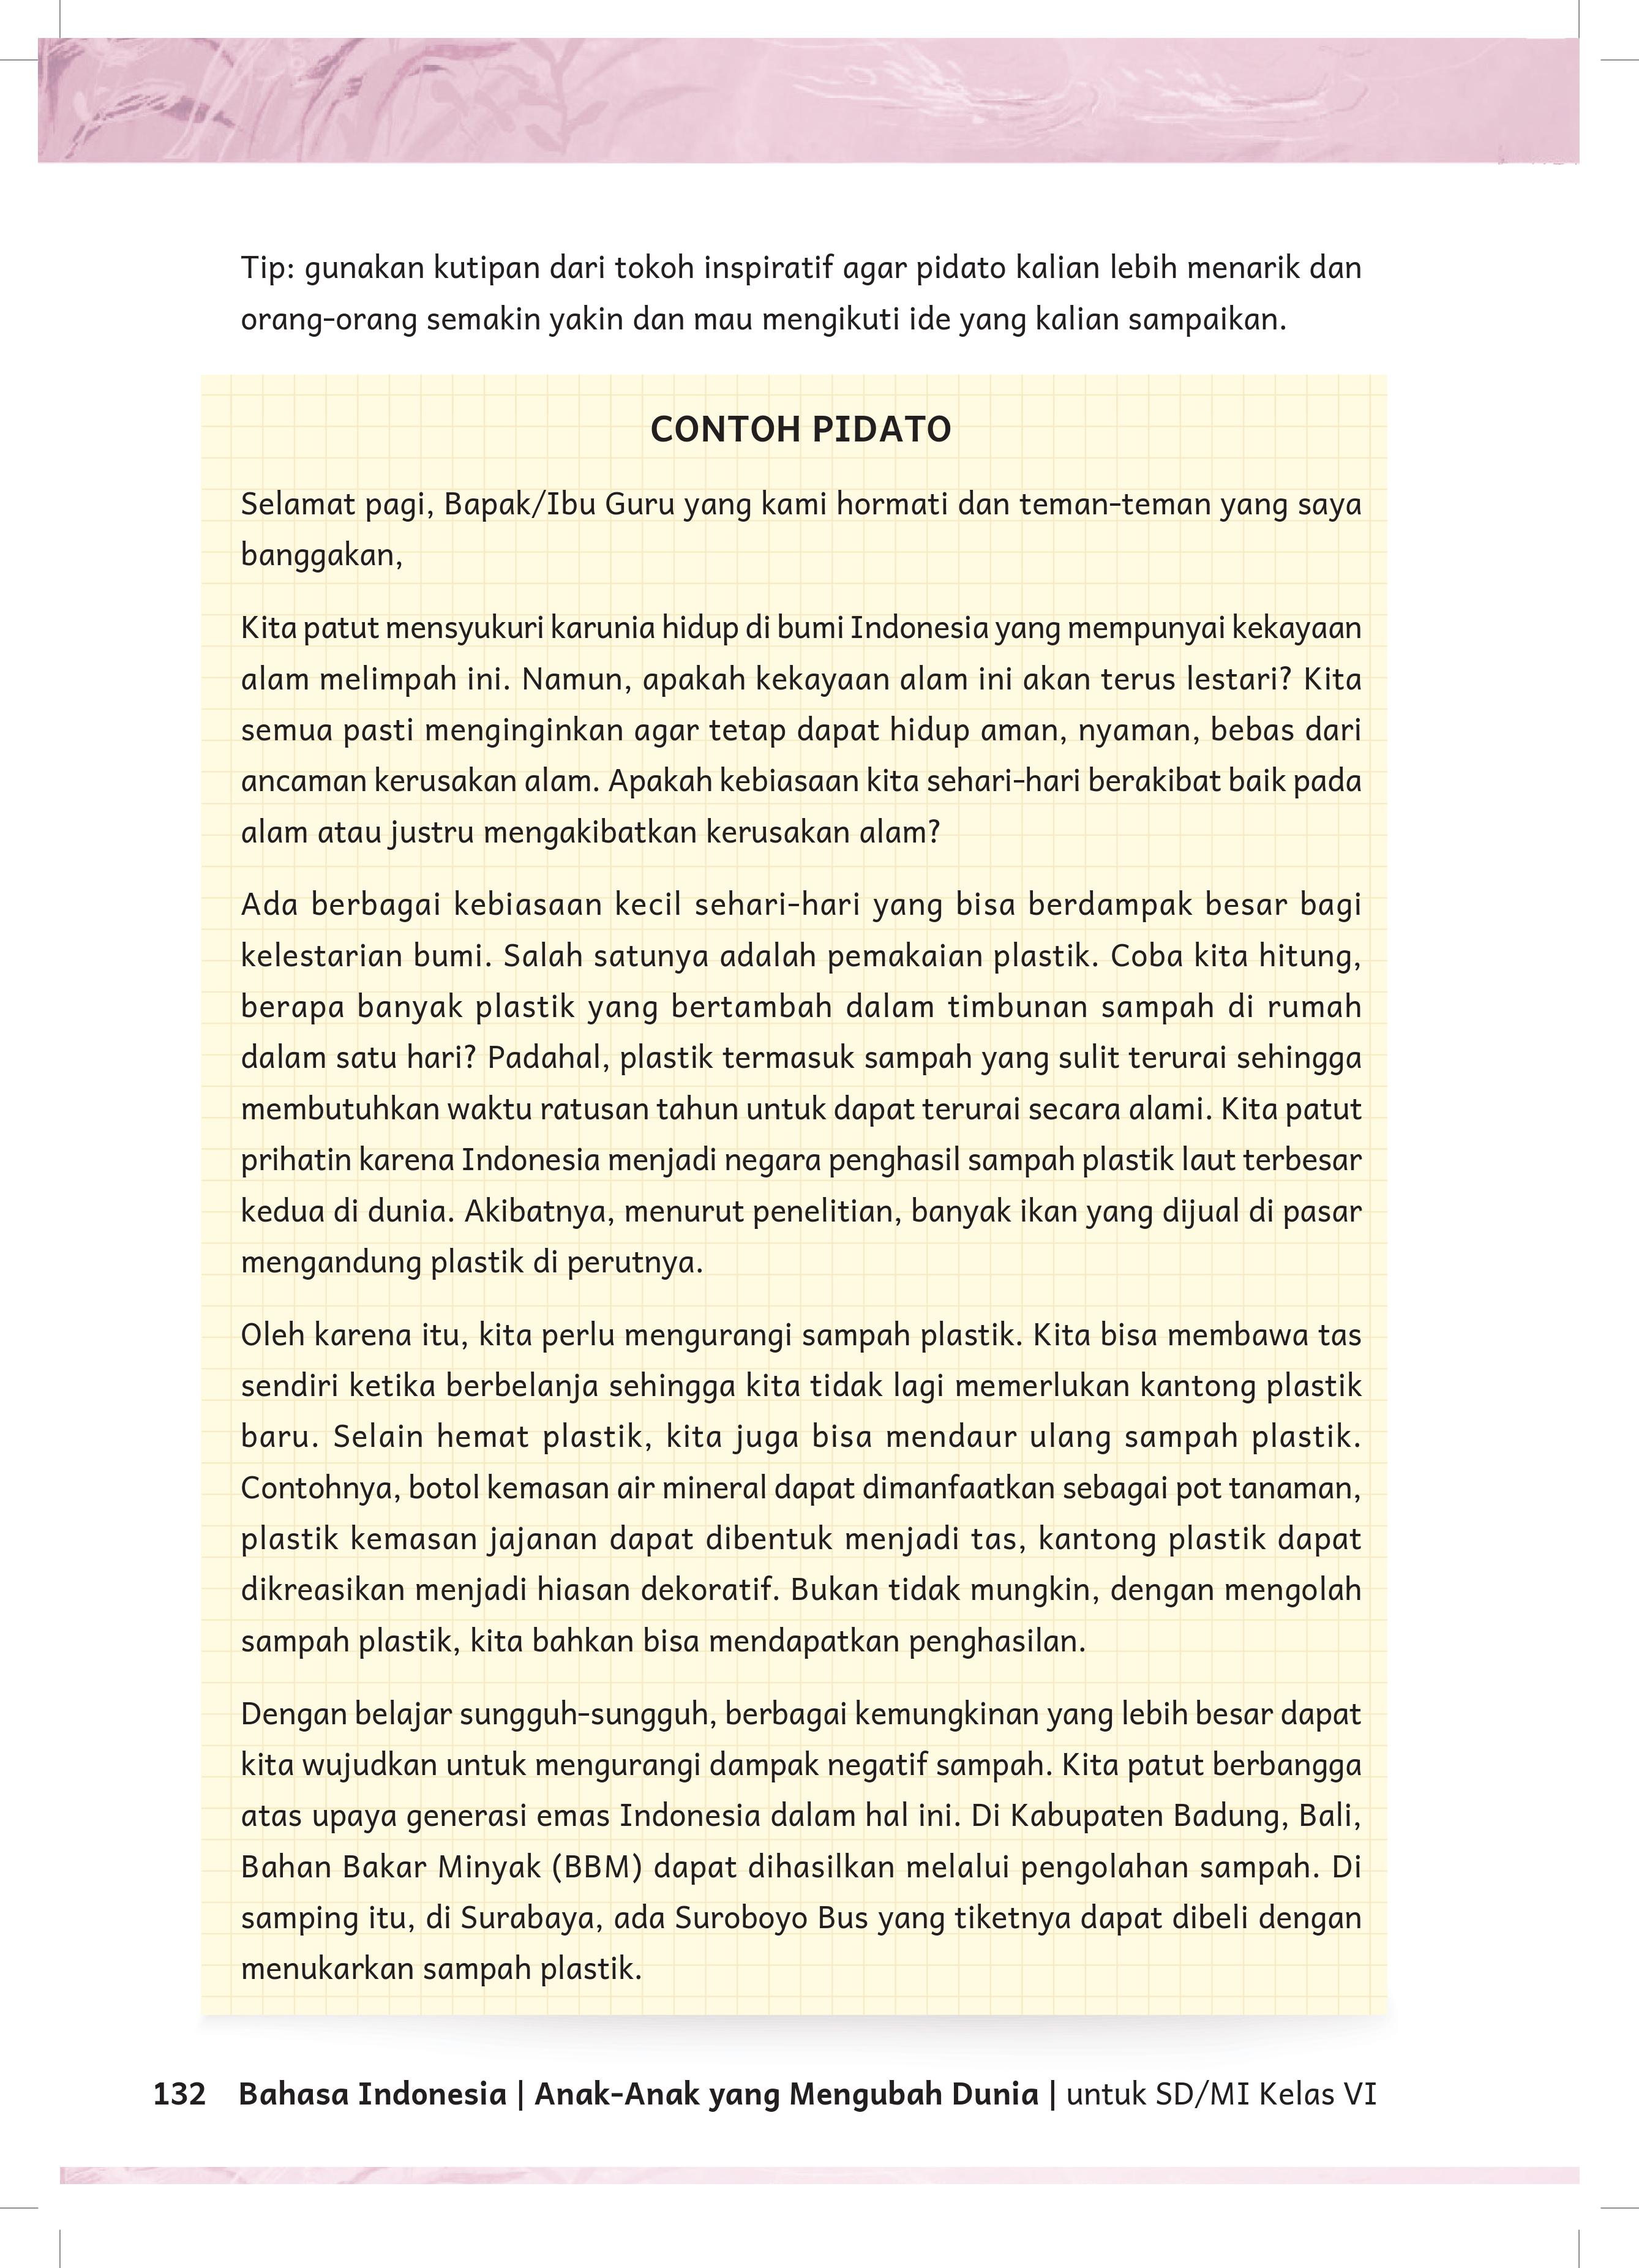 Tip: gunakan kutipan dari tokoh inspiratif agar pidato kalian lebih menarik dan
orang-orang semakin yakin dan mau mengikuti ide yang kalian sampaikan.
CONTOH PIDATO
Selamat pagi, Bapak/Ibu Guru yang kami hormati dan teman-teman yang saya
banggakan,
Kita patut mensyukuri karunia hidup di bumi Indonesia yang mempunyai kekayaan
alam melimpah ini. Namun, apakah kekayaan alam ini akan terus lestari? Kita
semua pasti menginginkan agar tetap dapat hidup aman, nyaman, bebas dari
ancaman kerusakan alam. Apakah kebiasaan kita sehari-hari berakibat baik pada
alam atau justru mengakibatkan kerusakan alam?
Ada berbagai kebiasaan kecil sehari-hari yang bisa berdampak besar bagi
kelestarian bumi. Salah satunya adalah pemakaian plastik. Coba kita hitung,
berapa banyak plastik yang bertambah dalam timbunan sampah di rumah
dalam satu hari? Padahal, plastik termasuk sampah yang sulit terurai sehingga
membutuhkan waktu ratusan tahun untuk dapat terurai secara alami. Kita patut
prihatin karena Indonesia menjadi negara penghasil sampah plastik laut terbesar
kedua di dunia. Akibatnya, menurut penelitian, banyak ikan yang dijual di pasar
mengandung plastik di perutnya.
Oleh karena itu, kita perlu mengurangi sampah plastik. Kita bisa membawa tas
sendiri ketika berbelanja sehingga kita tidak lagi memerlukan kantong plastik
baru. Selain hemat plastik, kita juga bisa mendaur ulang sampah plastik.
Contohnya, botol kemasan air mineral dapat dimanfaatkan sebagai pot tanaman,
plastik kemasan jajanan dapat dibentuk menjadi tas, kantong plastik dapat
dikreasikan menjadi hiasan dekoratif. Bukan tidak mungkin, dengan mengolah
sampah plastik, kita bahkan bisa mendapatkan penghasilan.
Dengan belajar sungguh-sungguh, berbagai kemungkinan yang lebih besar dapat
kita wujudkan untuk mengurangi dampak negatif sampah. Kita patut berbangga
atas upaya generasi emas Indonesia dalam hal ini. Di Kabupaten Badung, Bali,
Bahan Bakar Minyak (BBM) dapat dihasilkan melalui pengolahan sampah. Di
samping itu, di Surabaya, ada Suroboyo Bus yang tiketnya dapat dibeli dengan
menukarkan sampah plastik.
132 Bahasa Indonesia | Anak-Anak yang Mengubah Dunia | untuk SD/MI Kelas VI